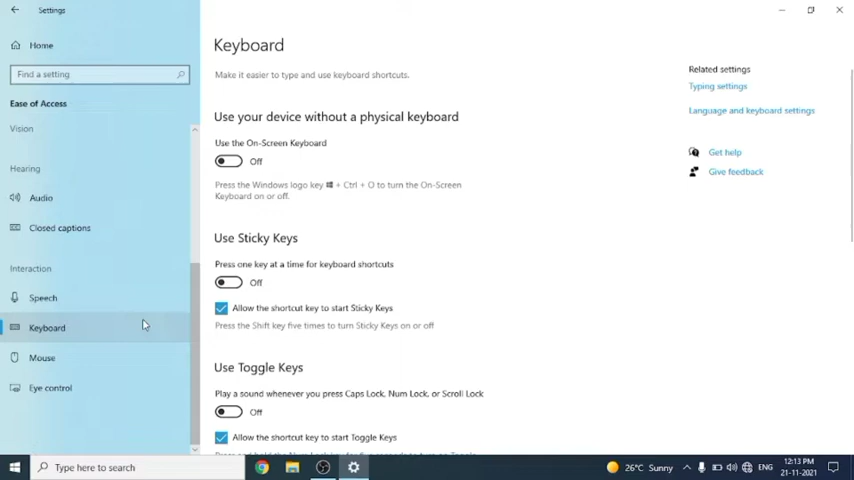 Settings
Home
Find a setting
Ease of Access
Vision
Hearing
Audio
Closed captions
Interaction
Speech
Keyboard
Mouse
Eye control
Keyboard
Make it easier to type and use keyboard shortcuts.
Use your device without a physical keyboard
Use the On-Screen Keyboard
Off
Press the Windows logo key + Ctrl + O to turn the On-Screen
Keyboard on or off.
Use Sticky Keys
Press one key at a time for keyboard shortcuts
Off
Allow the shortcut key to start Sticky Keys
Press the Shift key five times to turn Sticky Keys on or off
Use Toggle Keys
Play a sound whenever you press Caps Lock, Num Lock, or Scroll Lock
Off
Allow the shortcut key to start Toggle Keys
Related settings
Typing settings
Language and keyboard settings
Get help
Give feedback
Type here to search
26°C Sunny
ENG
12:13 PM
21-11-2021